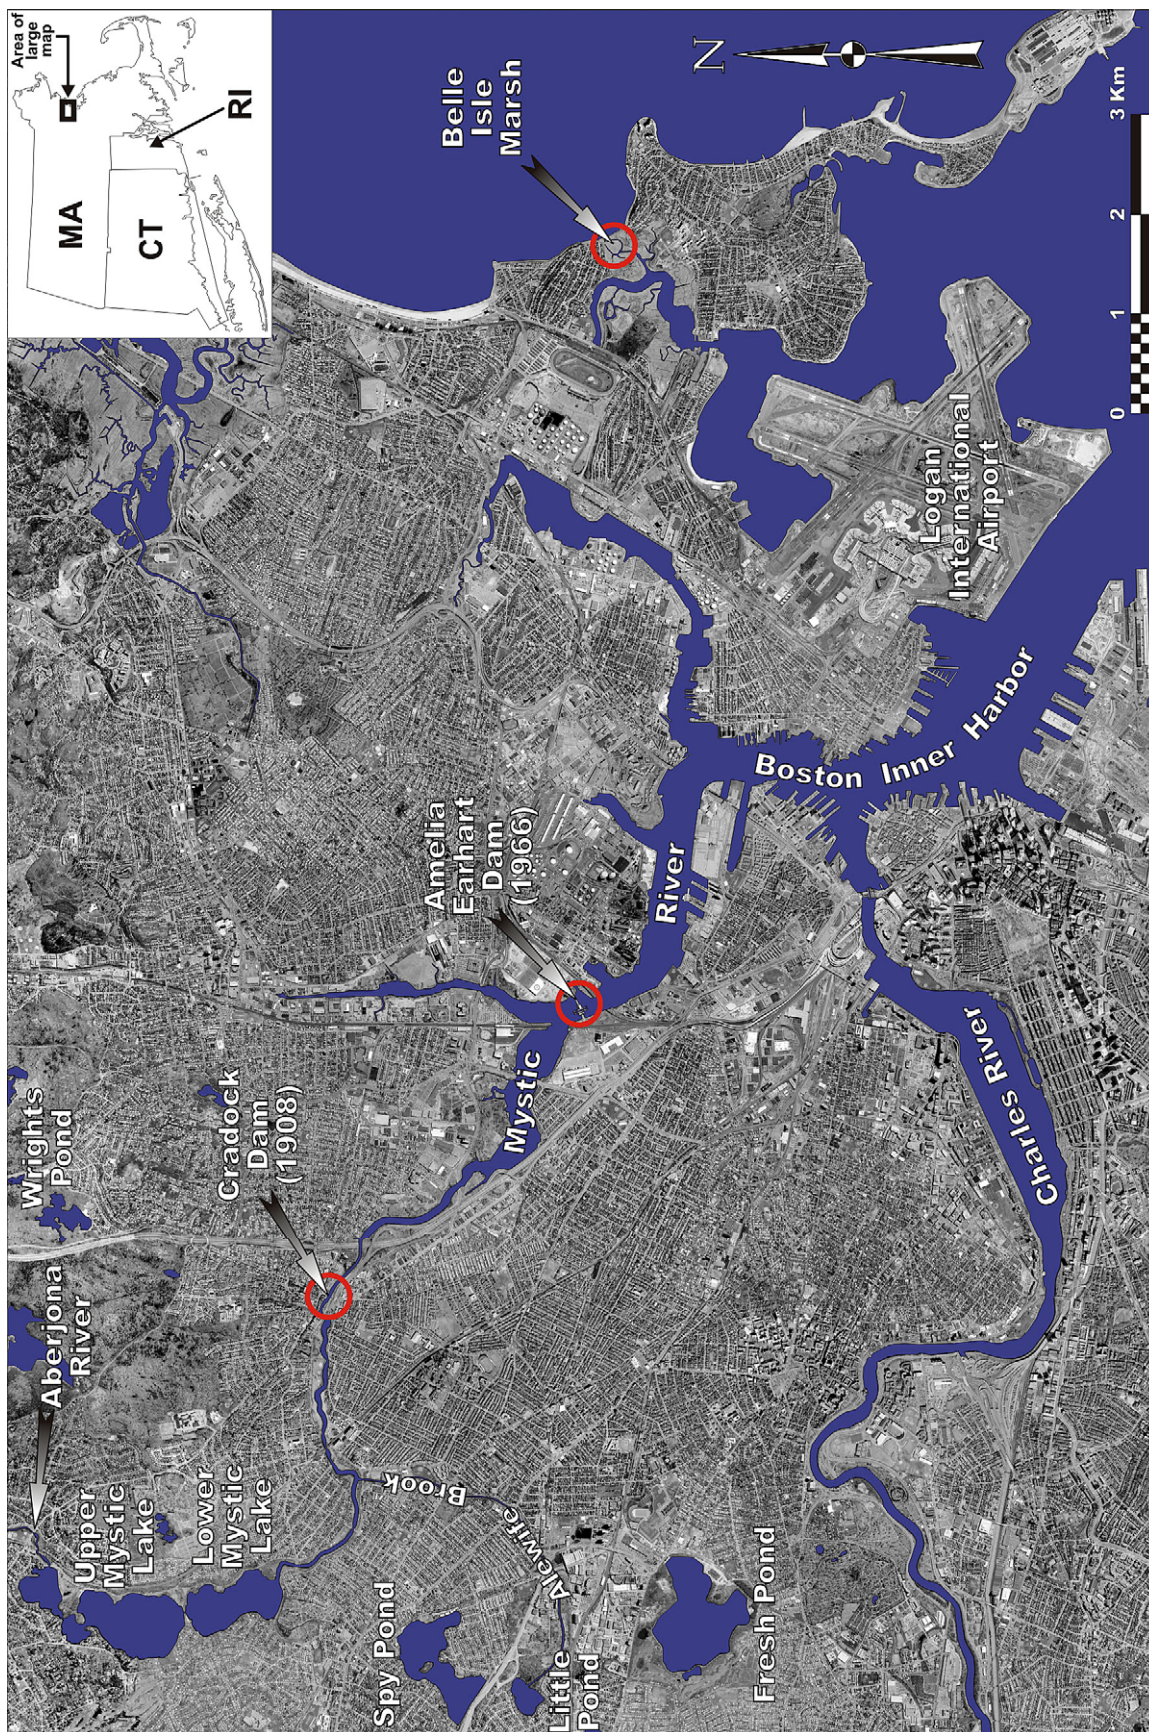 Area of
large
map
MA
CT
RI
N
Belle
Isle
Marsh
0 1 2 3 Km
Logan
International
Airport
Boston Inner Harbor
Amelia
Earhart
Dam
(1966)
Mystic River
Charles River
Cradock
Dam
(1908)
Wrights
Pond
Aberjona
River
Upper
Mystic
Lake
Lower
Mystic
Lake
Alewife Brook
Spy Pond
Little
Pond
Fresh Pond